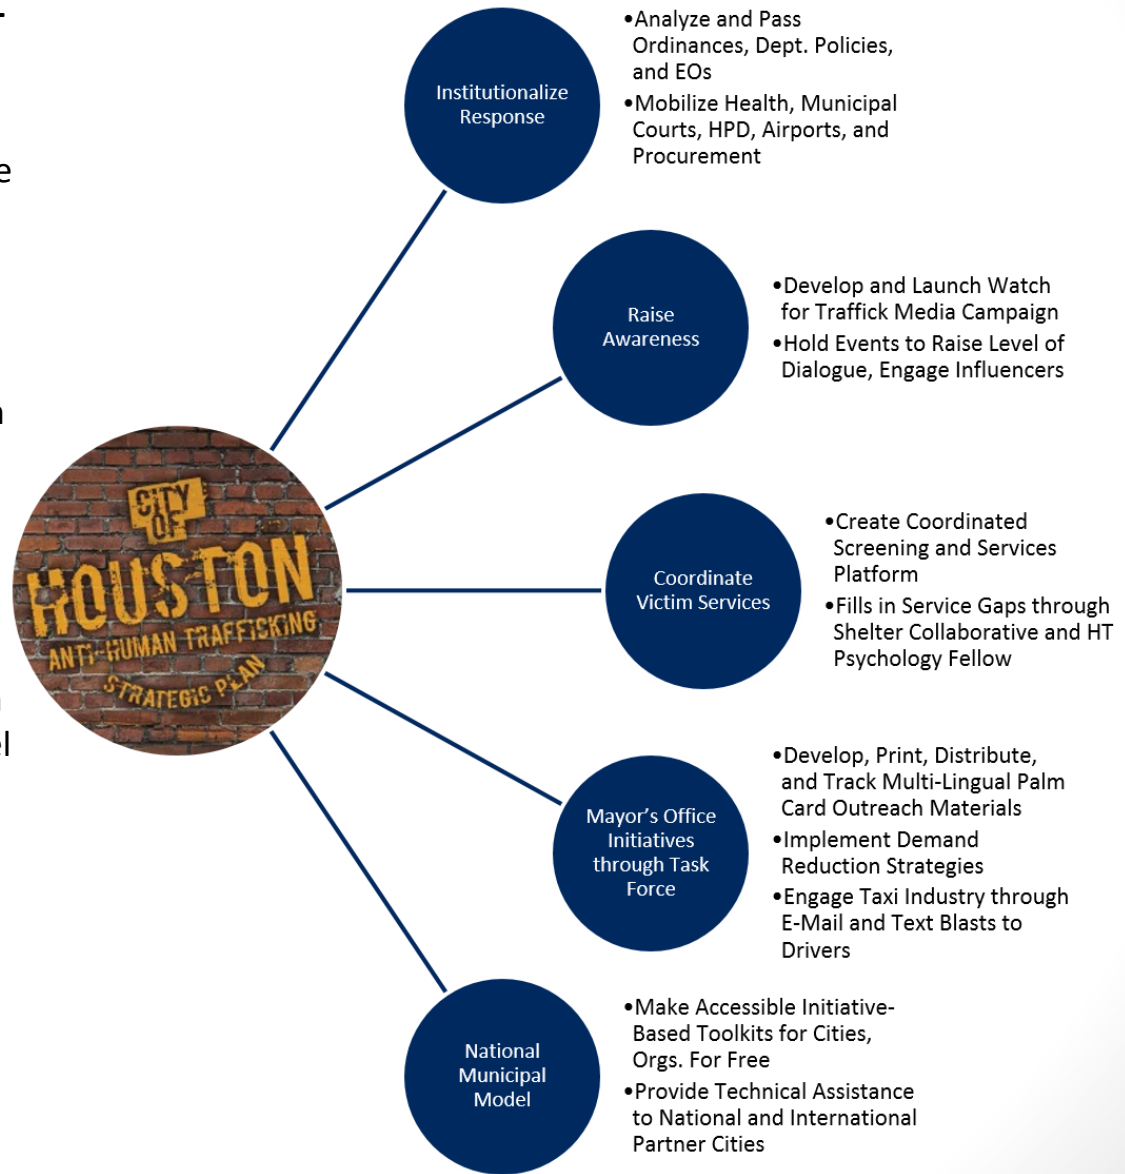 Institutionalize
Response
•Analyze and Pass
Ordinances, Dept. Policies,
and EOs
•Mobilize Health, Municipal
Courts, HPD, Airports, and
Procurement
Raise
Awareness
•Develop and Launch Watch
for Traffick Media Campaign
•Hold Events to Raise Level of
Dialogue, Engage Influencers
CITY
OF
HOUSTON
ANTI-HUMAN TRAFFICKING
STRATEGIC PLAN
Coordinate
Victim Services
•Create Coordinated
Screening and Services
Platform
•Fills in Service Gaps through
Shelter Collaborative and HT
Psychology Fellow
Mayor’s Office
Initiatives
through Task
Force
•Develop, Print, Distribute,
and Track Multi-Lingual Palm
Card Outreach Materials
•Implement Demand
Reduction Strategies
•Engage Taxi Industry through
E-Mail and Text Blasts to
Drivers
National
Municipal
Model
•Make Accessible Initiative-
Based Toolkits for Cities,
Orgs. For Free
•Provide Technical Assistance
to National and International
Partner Cities